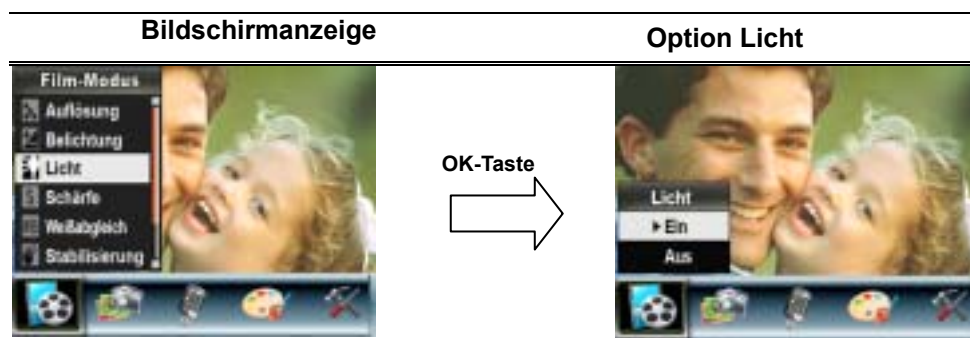 Bildschirmanzeige
Option Licht
Film-Modus
Auflösung
Belichtung
Licht
Schärfe
Weißabgleich
Stabilisierung
OK-Taste
Licht
Ein
Aus